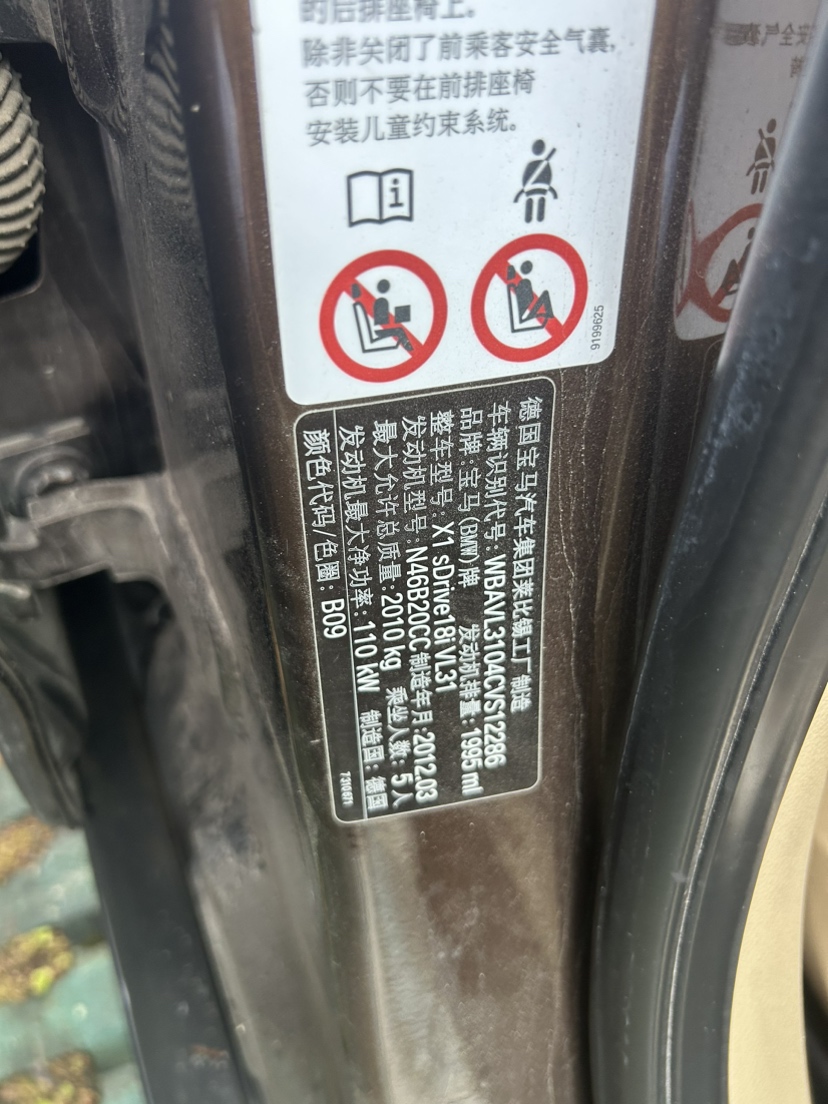 的后排座椅上。
除非关闭了前乘客安全气囊,
否则不要在前排座椅
安装儿童约束系统。
9199625
德国宝马汽车集团莱比锡工厂 制造
车辆识别代号: WBAVL3104CVS12286
品牌: 宝马(BMW)牌 发动机排量: 1995 ml
整车型号: X1 sDrive18i VL31
发动机型号: N46B20CC 制造年月: 2012.03
最大允许总质量: 2010 kg 乘坐人数: 5人
发动机最大净功率: 110 kW 制造国: 德国
颜色代码/色圈: B09